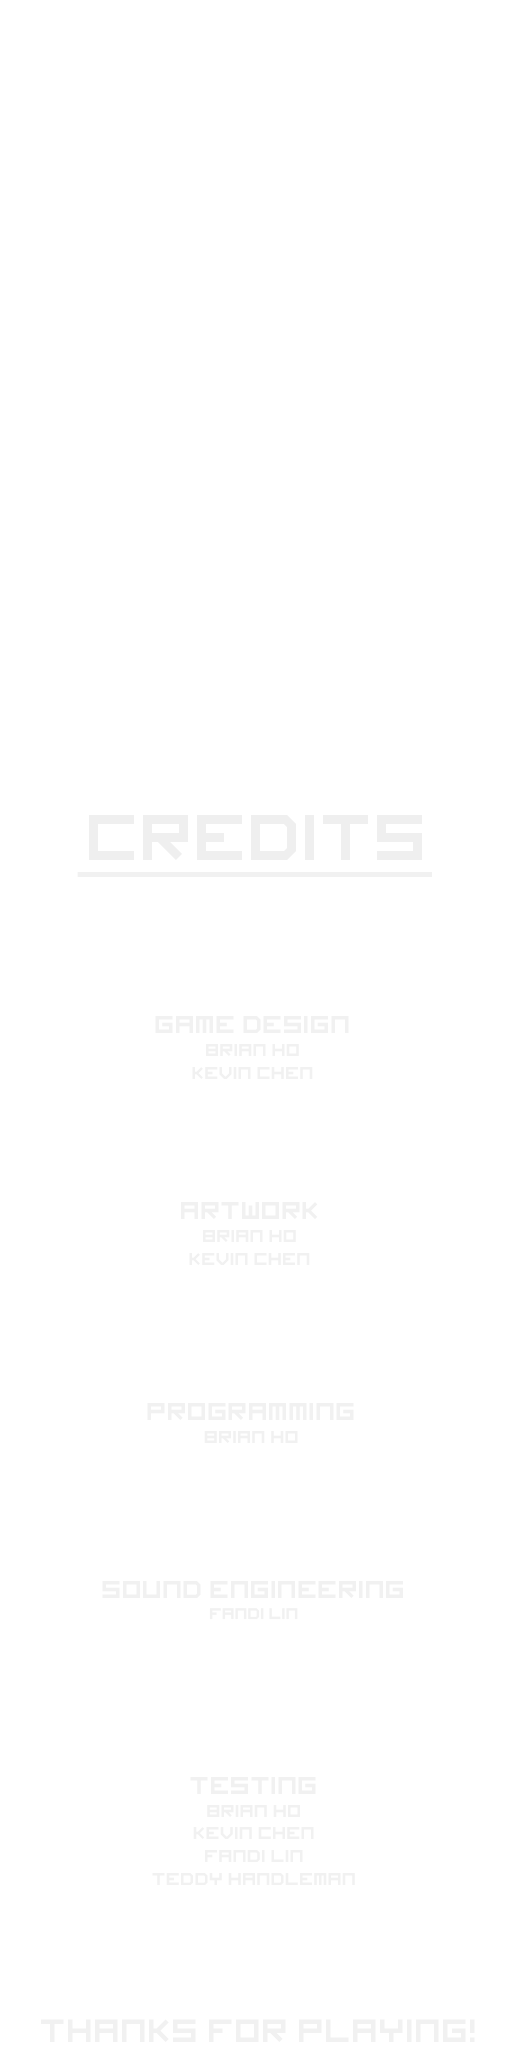 CREDITS
GAME DESIGN
BRIAN HO
KEVIN CHEN
ARTWORK
BRIAN HO
KEVIN CHEN
PROGRAMMING
BRIAN HO
SOUND ENGINEERING
FANDI LIN
TESTING
BRIAN HO
KEVIN CHEN
FANDI LIN
TEDDY HANDLEMAN
THANKS FOR PLAYING!